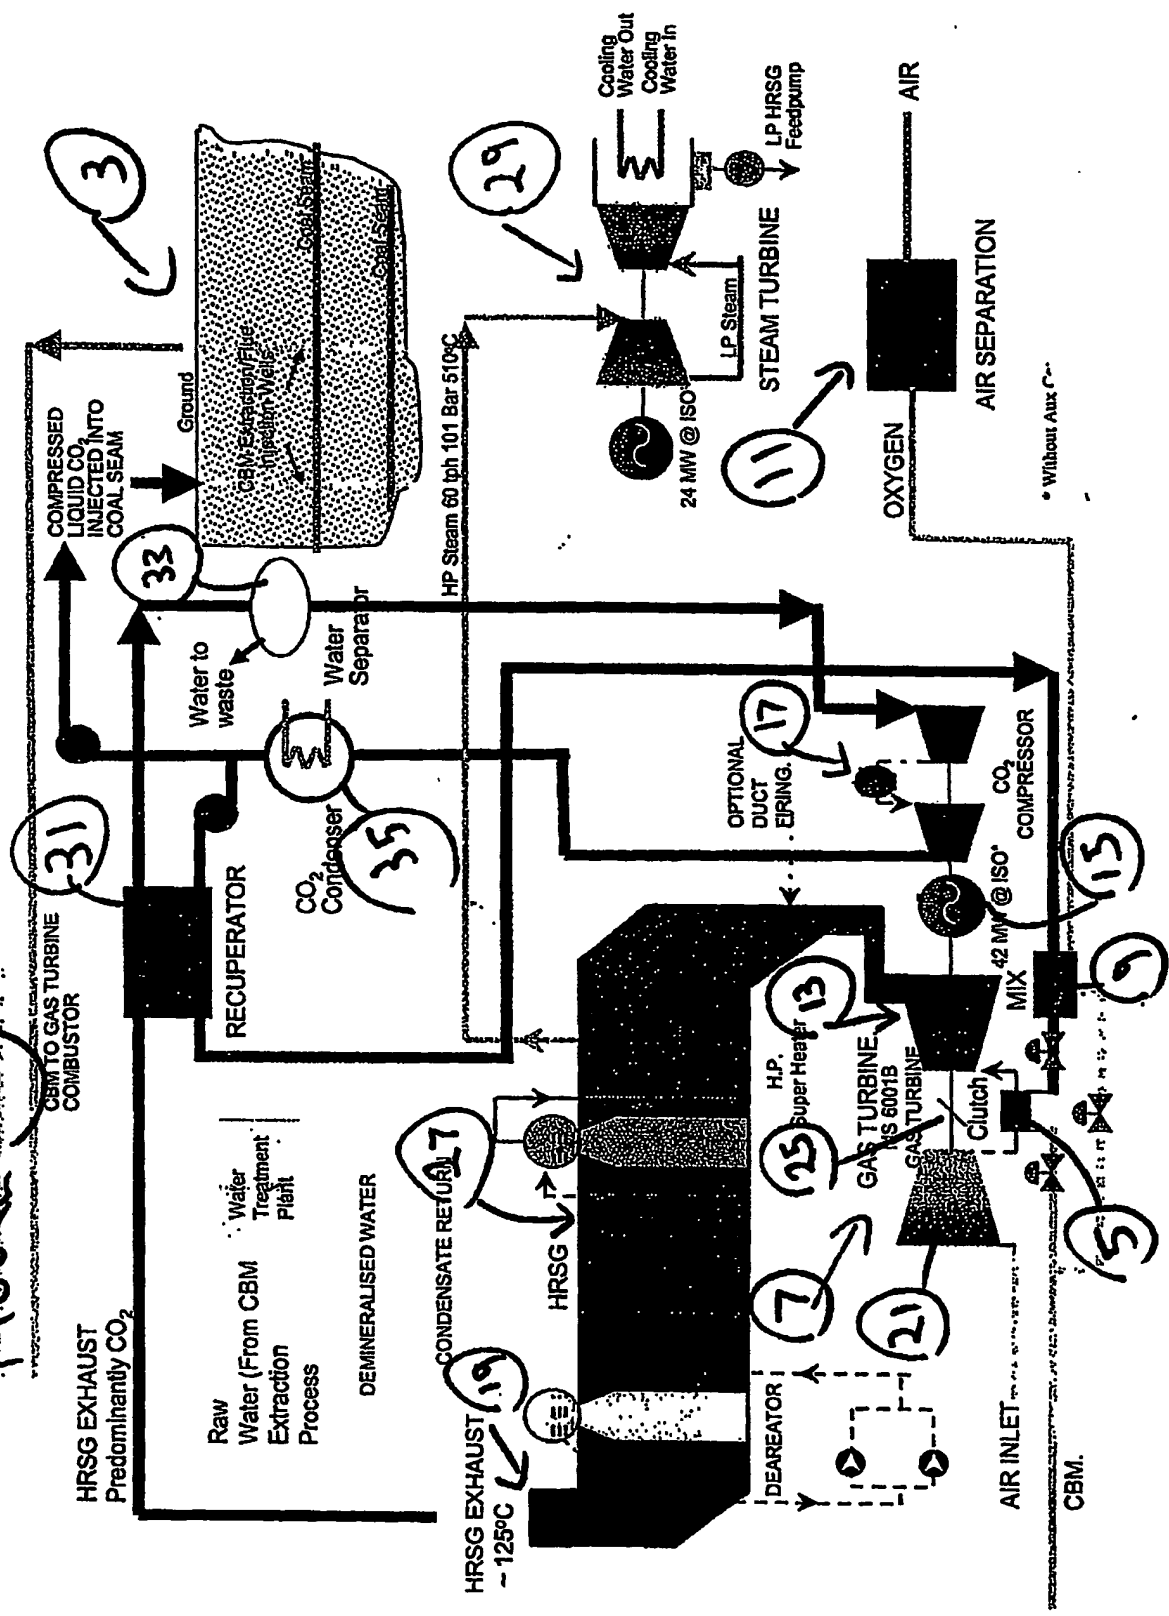 HRSG EXHAUST
Predominantly CO2
CBM TO GAS TURBINE
COMBUSTOR
31
COMPRESSED
LIQUID CO2
INJECTED INTO
COAL SEAM
3
33
Ground
CBM Extraction/Flue
Injection Wells
Coal Seam
Coal Seam
Raw
Water (From CBM
Extraction
Process
Water
Treatment
Plant
RECUPERATOR
Water to
waste
Water
Separator
CO2
Condenser
35
DEMINERALISED WATER
CONDENSATE RETURN
27
HP Steam 60 tph 101 Bar 510ºC
29
Cooling
Water Out
Cooling
Water In
LP HRSG
Feedpump
LP Steam
STEAM TURBINE
24 MW @ ISO*
HRSG EXHAUST
~ 125ºC
19
HRSG
H.P.
Super Heater
OPTIONAL
DUCT
FIRING.
17
11
AIR
AIR SEPARATION
OXYGEN
DEAREATOR
7
21
25
GAS TURBINE
GAS TURBINE
13
Clutch
42 MW @ ISO*
15
CO2
COMPRESSOR
MIX
9
5
AIR INLET
CBM.
* Without Aux